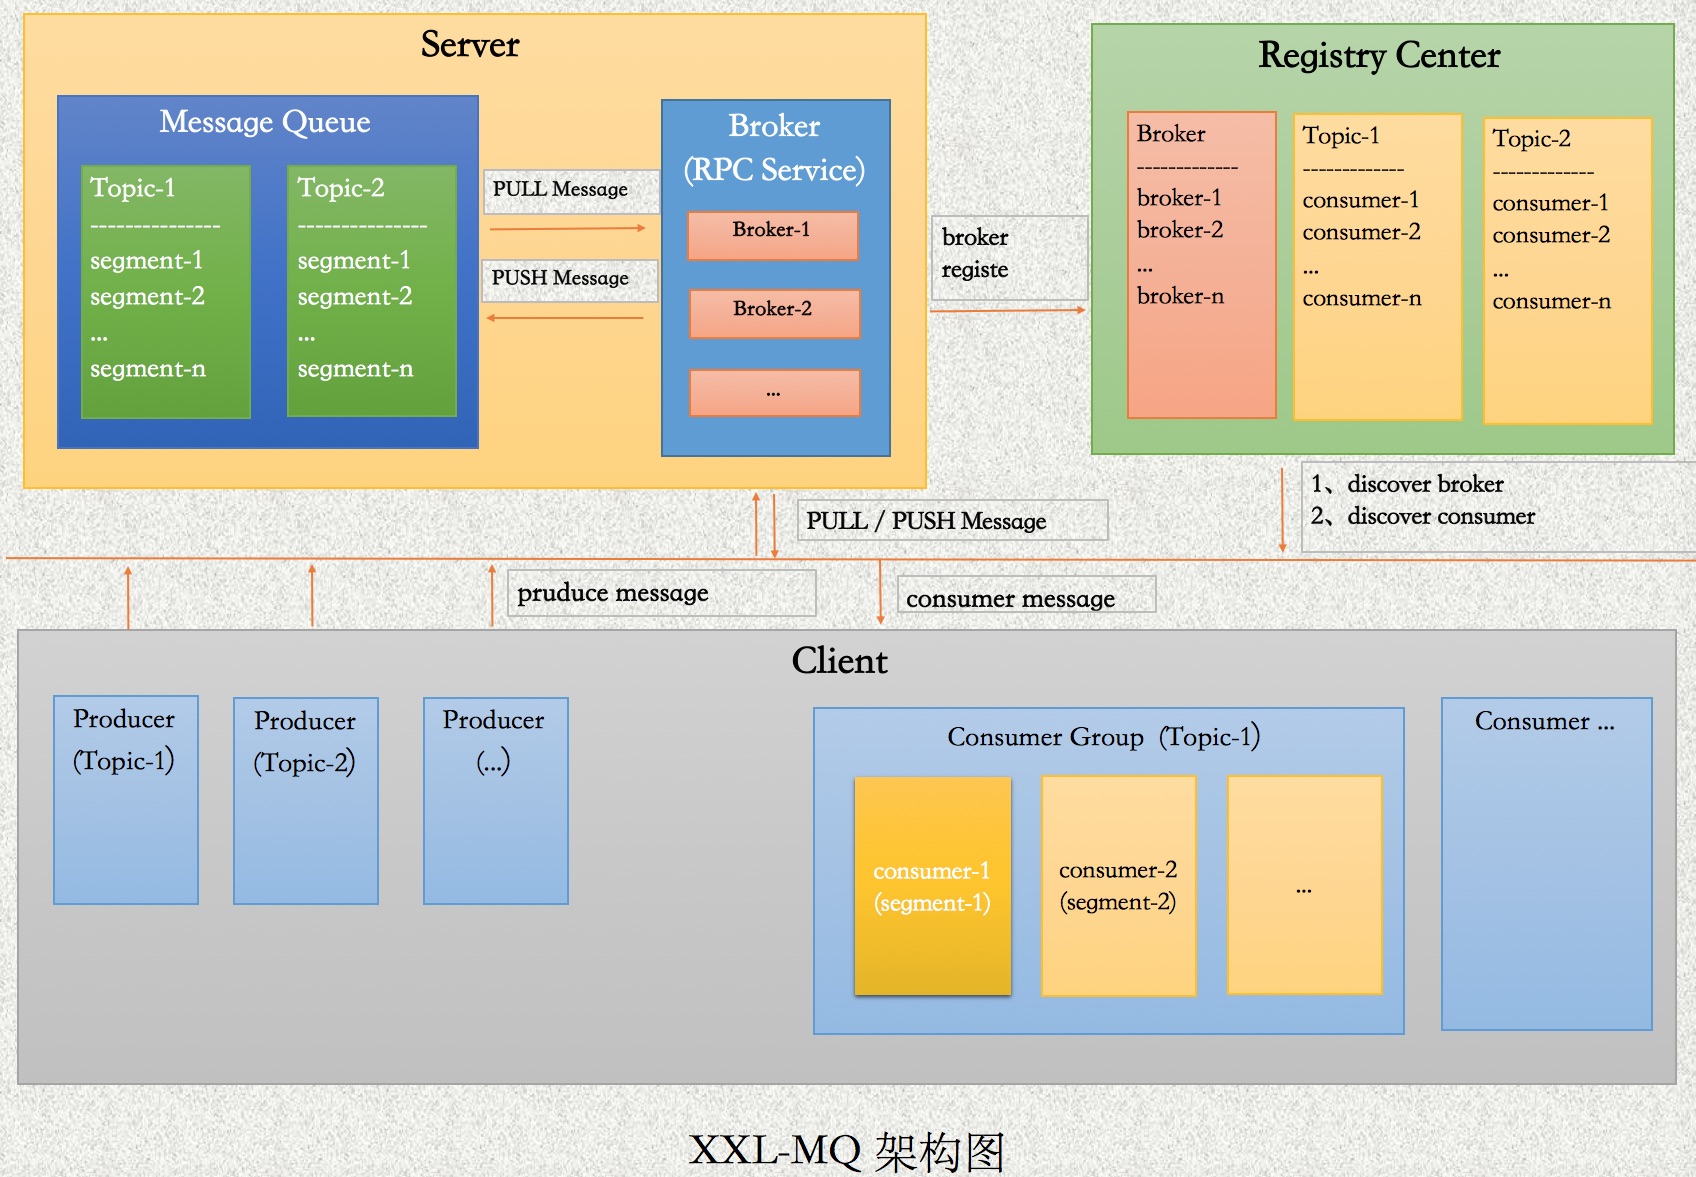 Server
Message Queue
Topic-1
---------------
segment-1
segment-2
...
segment-n
Topic-2
---------------
segment-1
segment-2
...
segment-n
PULL Message
PUSH Message
Broker
(RPC Service)
Broker-1
Broker-2
...
broker
registe
Registry Center
Broker
-------------
broker-1
broker-2
...
broker-n
Topic-1
-------------
consumer-1
consumer-2
...
consumer-n
Topic-2
-------------
consumer-1
consumer-2
...
consumer-n
PULL / PUSH Message
1、discover broker
2、discover consumer
pruduce message
consumer message
Client
Producer
(Topic-1)
Producer
(Topic-2)
Producer
(...)
Consumer Group（Topic-1）
consumer-1
(segment-1)
consumer-2
(segment-2)
...
Consumer ...
XXL-MQ 架构图